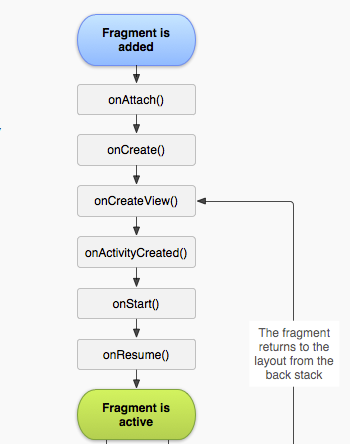 Fragment is
added
onAttach()
onCreate()
onCreateView()
onActivityCreated()
onStart()
onResume()
The fragment
returns to the
layout from the
back stack
Fragment is
active